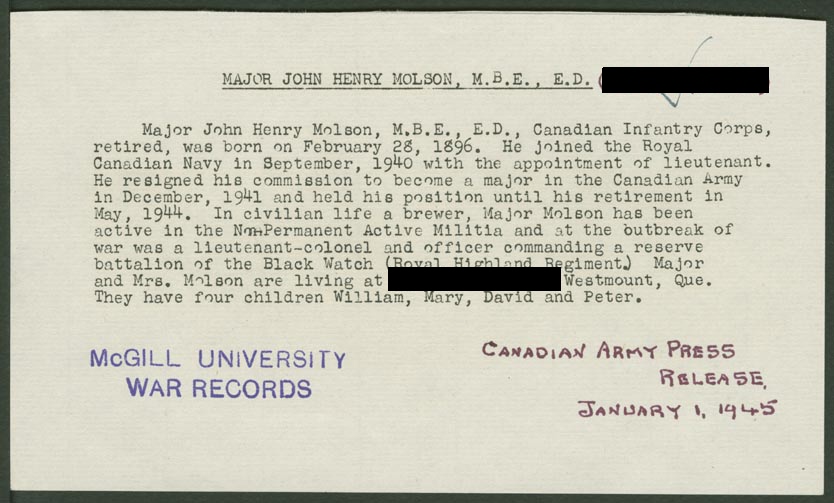 MAJOR JOHN HENRY MOLSON, M.B.E., E.D.
Major John Henry Molson, M.B.E., E.D., Canadian Infantry Corps,
retired, was born on February 28, 1896. He joined the Royal
Canadian Navy in September, 1940 with the appointment of lieutenant.
He resigned his commission to become a major in the Canadian Army
in December, 1941 and held his position until his retirement in
May, 1944. In civilian life a brewer, Major Molson has been
active in the Non-Permanent Active Militia and at the outbreak of
war was a lieutenant-colonel and officer commanding a reserve
battalion of the Black Watch (Royal Highland Regiment.) Major
and Mrs. Molson are living at Westmount, Que.
They have four children William, Mary, David and Peter.
McGILL UNIVERSITY
WAR RECORDS
CANADIAN ARMY PRESS
RELEASE,
JANUARY 1, 1945